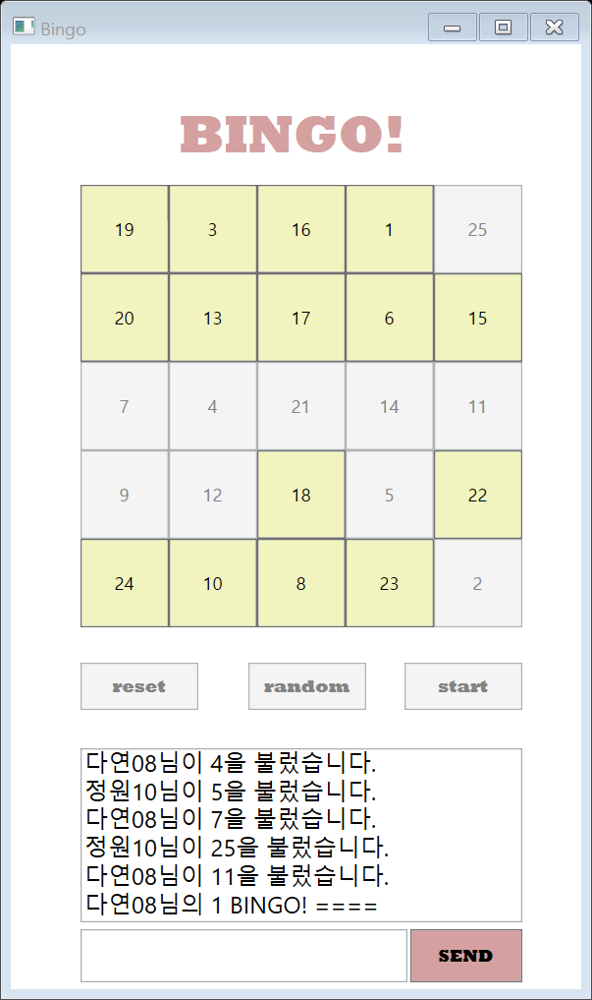 Bingo
BINGO!
19 3 16 1 25
20 13 17 6 15
7 4 21 14 11
9 12 18 5 22
24 10 8 23 2
reset random start
다연08님이 4을 불렀습니다.
정원10님이 5을 불렀습니다.
다연08님이 7을 불렀습니다.
정원10님이 25을 불렀습니다.
다연08님이 11을 불렀습니다.
다연08님의 1 BINGO! ====
SEND